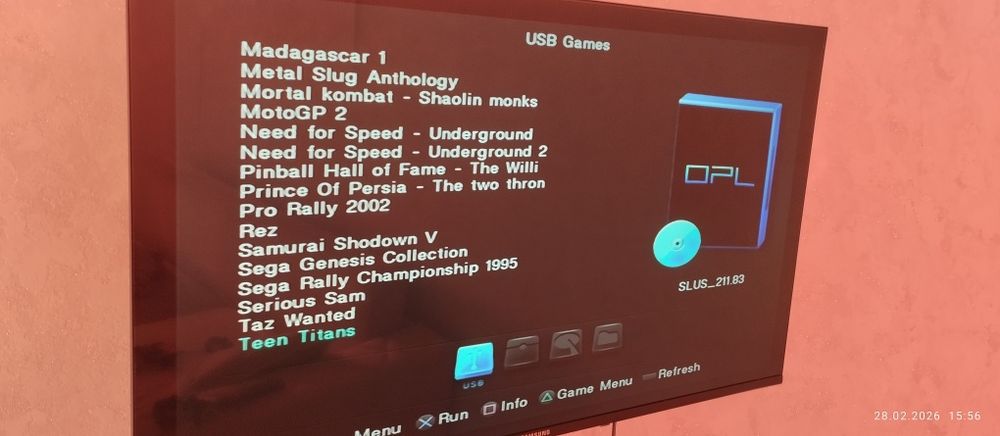 USB Games
Madagascar 1
Metal Slug Anthology
Mortal kombat - Shaolin monks
MotoGP 2
Need for Speed - Underground
Need for Speed - Underground 2
Pinball Hall of Fame - The Willi
Prince Of Persia - The two thron
Pro Rally 2002
Rez
Samurai Shodown V
Sega Genesis Collection
Sega Rally Championship 1995
Serious Sam
Taz Wanted
Teen Titans
OPL
SLUS_211.83
USB
Menu Run Info Game Menu Refresh
SAMSUNG
28.02.2026 15:56